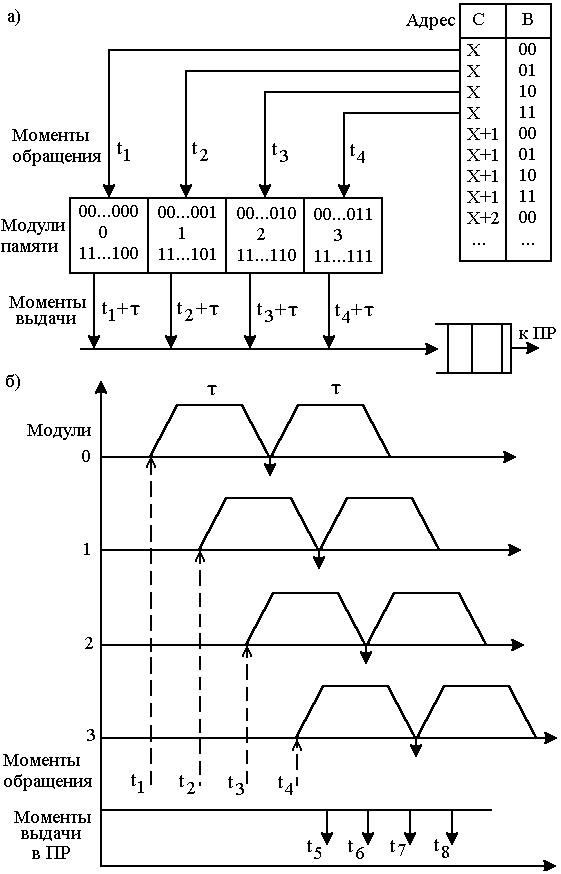 а)
Адрес C B
X 00
X 01
X 10
X 11
X+1 00
X+1 01
X+1 10
X+1 11
X+2 00
... ...
Моменты
обращения
t1 t2 t3 t4
Модули
памяти
00...000 00...001 00...010 00...011
0 1 2 3
11...100 11...101 11...110 11...111
Моменты
выдачи
t1+τ t2+τ t3+τ t4+τ
к ПР
б)
τ τ
Модули
0
1
2
3
Моменты
обращения
t1 t2 t3 t4
Моменты
выдачи
в ПР
t5 t6 t7 t8